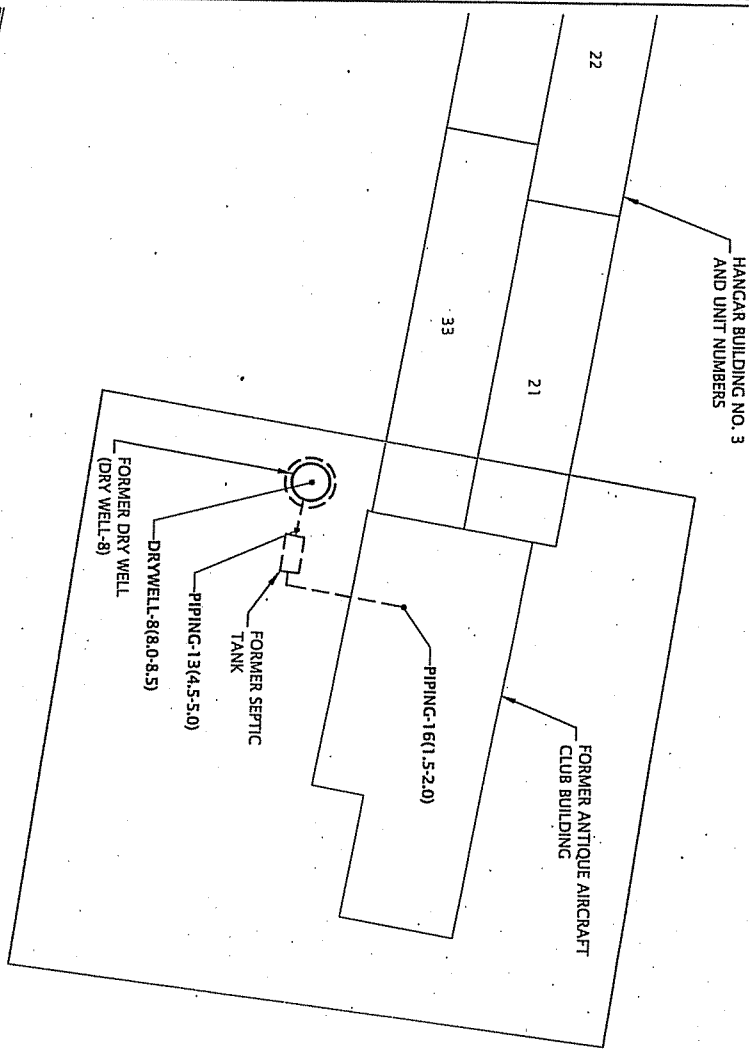 HANGAR BUILDING NO. 3
AND UNIT NUMBERS
22
21
33
FORMER ANTIQUE AIRCRAFT
CLUB BUILDING
PIPING-16(1.5-2.0)
FORMER SEPTIC
TANK
PIPING-13(4.5-5.0)
DRYWELL-8(8.0-8.5)
FORMER DRY WELL
(DRY WELL-8)